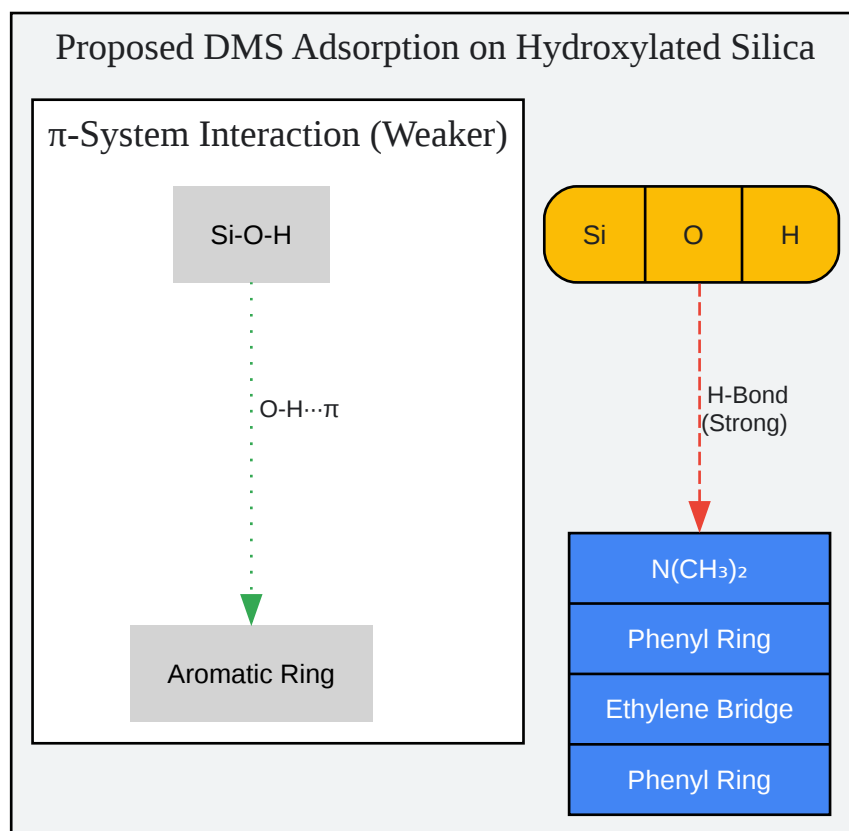 Proposed DMS Adsorption on Hydroxylated Silica
π-System Interaction (Weaker)
Si-O-H
O-H···π
Aromatic Ring
Si O H
H-Bond
(Strong)
N(CH₃)₂
Phenyl Ring
Ethylene Bridge
Phenyl Ring